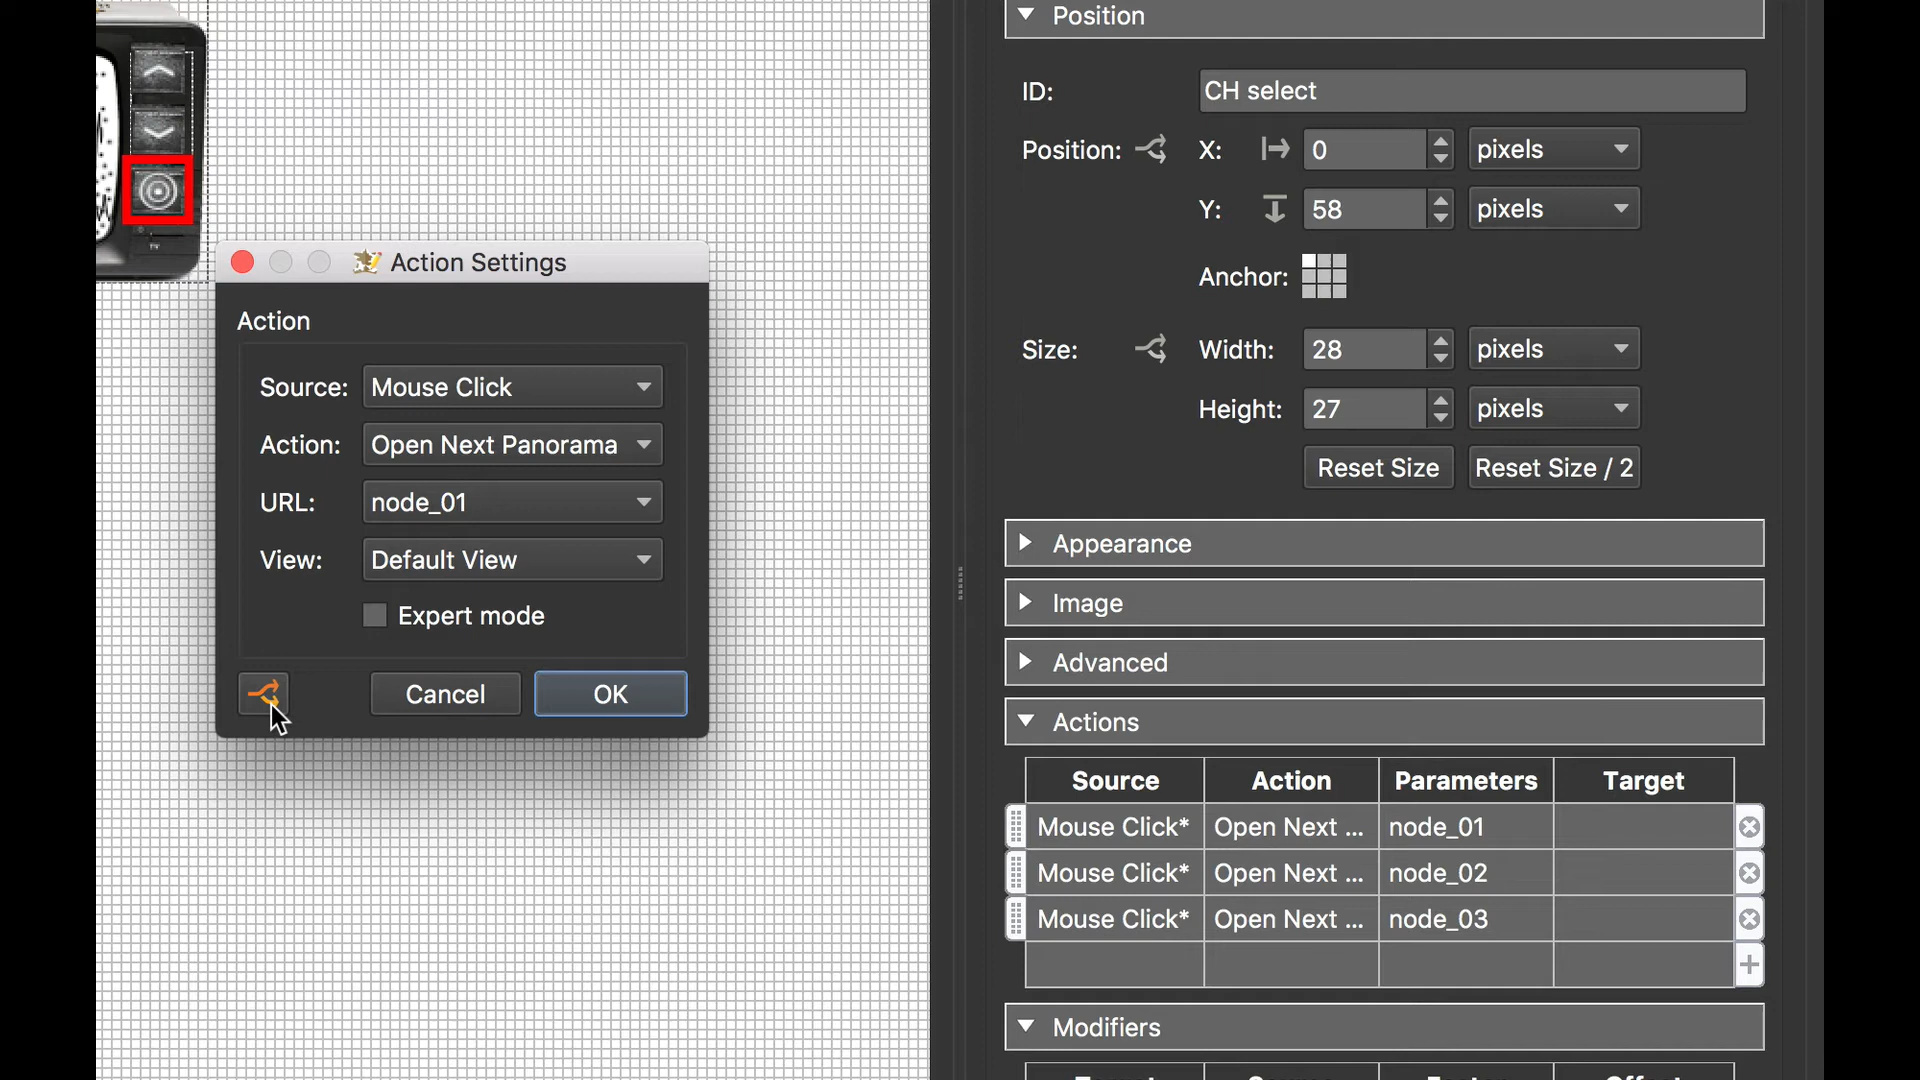 Position
ID: CH select
Position: X: 0 pixels
Y: 58 pixels
Anchor:
Size: Width: 28 pixels
Height: 27 pixels
Reset Size Reset Size / 2
Appearance
Image
Advanced
Actions
Source Action Parameters Target
Mouse Click* Open Next ... node_01
Mouse Click* Open Next ... node_02
Mouse Click* Open Next ... node_03
Modifiers
Action Settings
Action
Source: Mouse Click
Action: Open Next Panorama
URL: node_01
View: Default View
Expert mode
Cancel OK